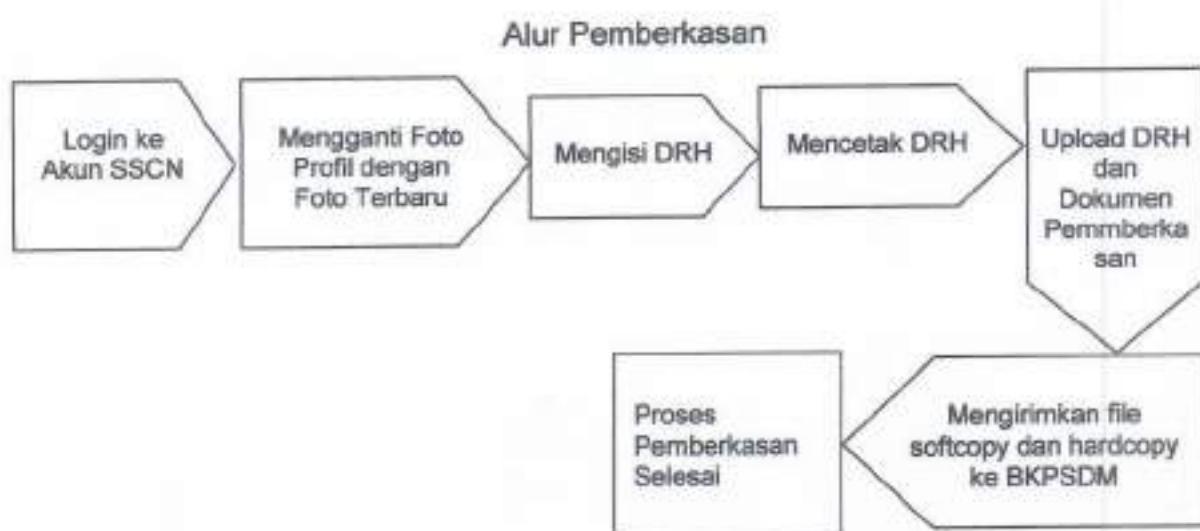 Alur Pemberkasan
Login ke
Akun SSCN
Mengganti Foto
Profil dengan
Foto Terbaru
Mengisi DRH
Mencetak DRH
Upload DRH
dan
Dokumen
Pemmberka
san
Mengirimkan file
softcopy dan hardcopy
ke BKPSDM
Proses
Pemberkasan
Selesai